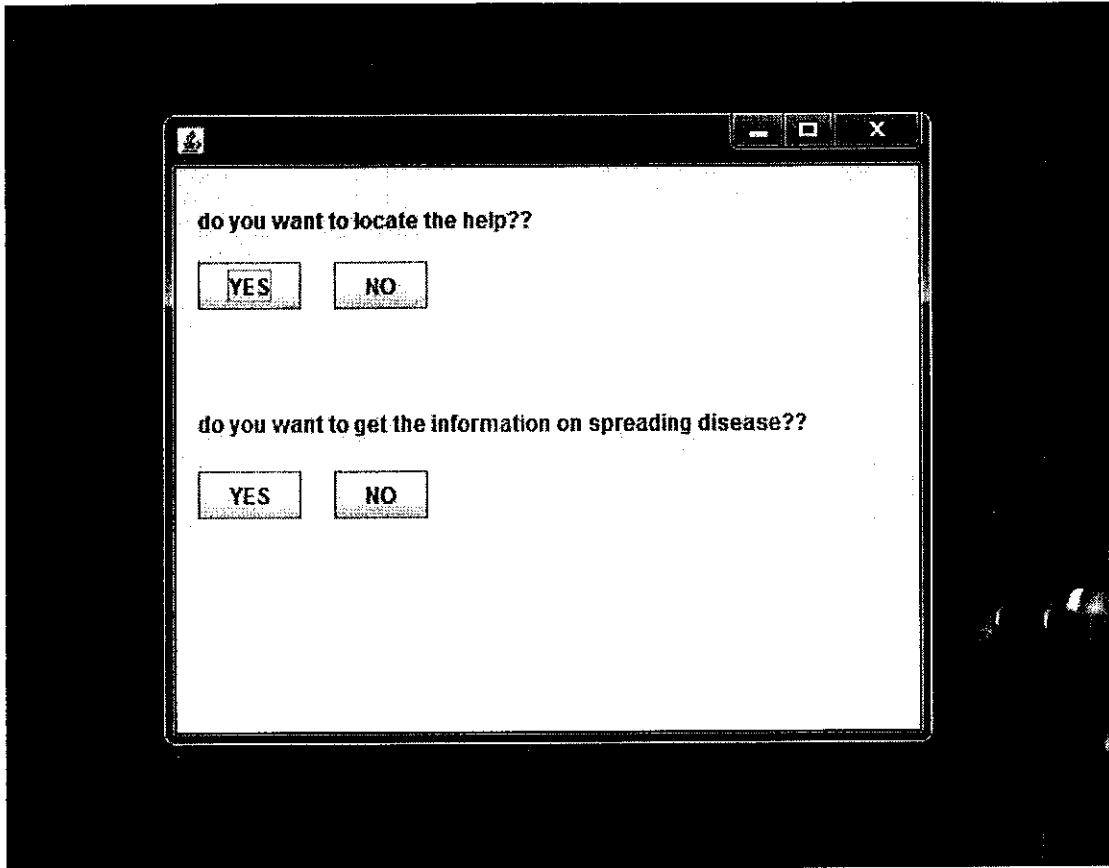 do you want to locate the help??
YES NO
do you want to get the information on spreading disease??
YES NO